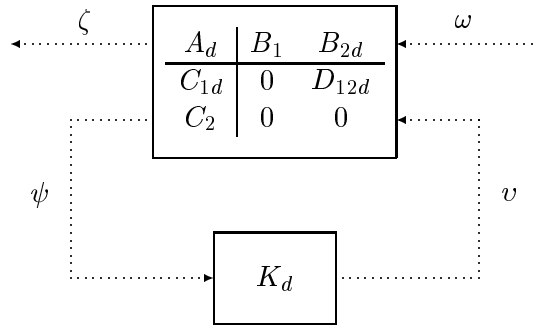 ζ ω
A_d B_1 B_{2d}
C_{1d} 0 D_{12d}
C_2 0 0
ψ υ
K_d